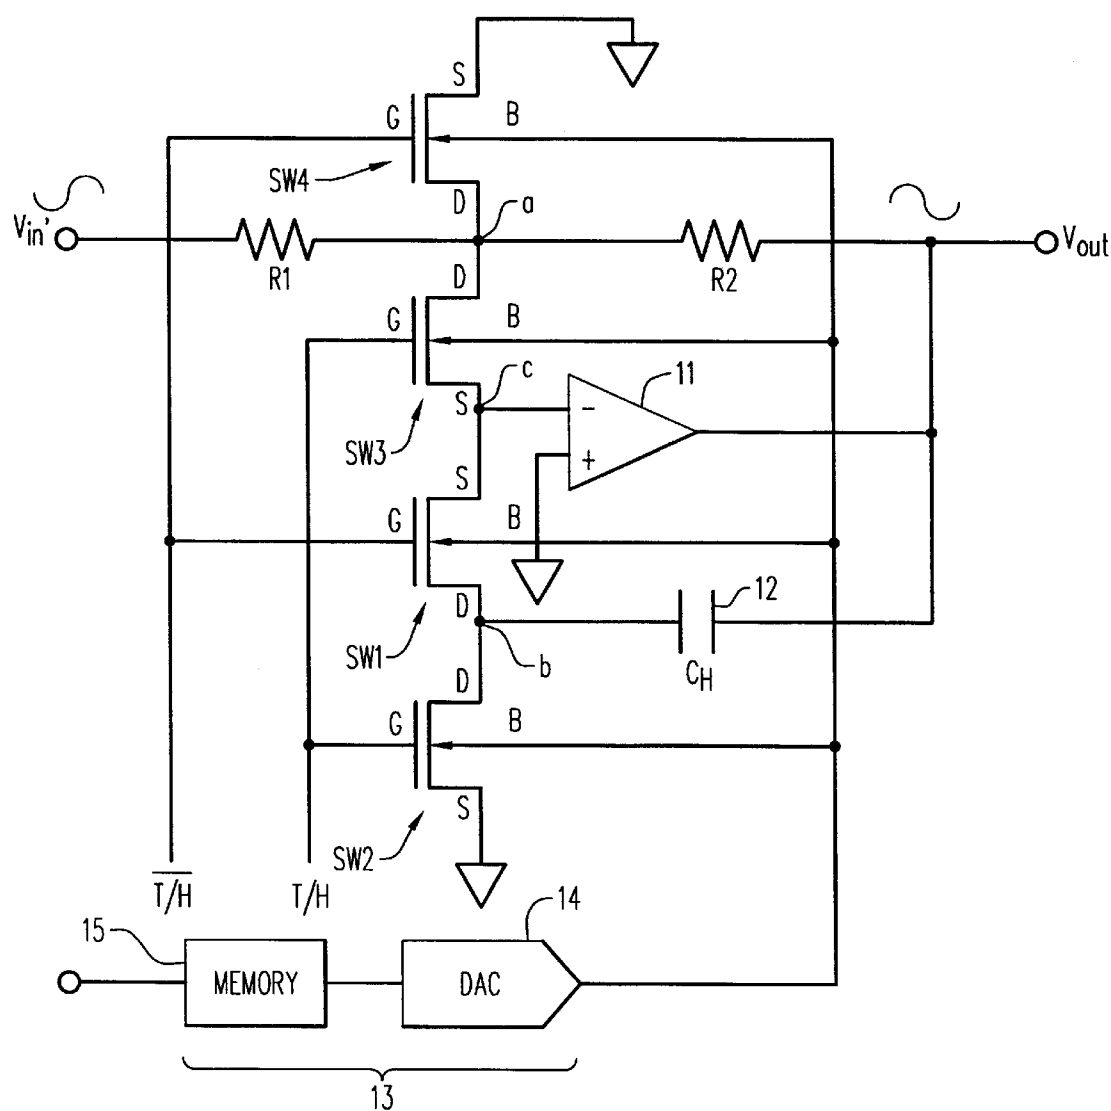 S
G
B
SW4
D
a
Vin'
R1
R2
Vout
D
G
B
c
11
S
−
SW3
+
S
G
B
D
12
SW1
b
CH
D
G
B
S
SW2
T/H
T/H
14
15
MEMORY
DAC
13